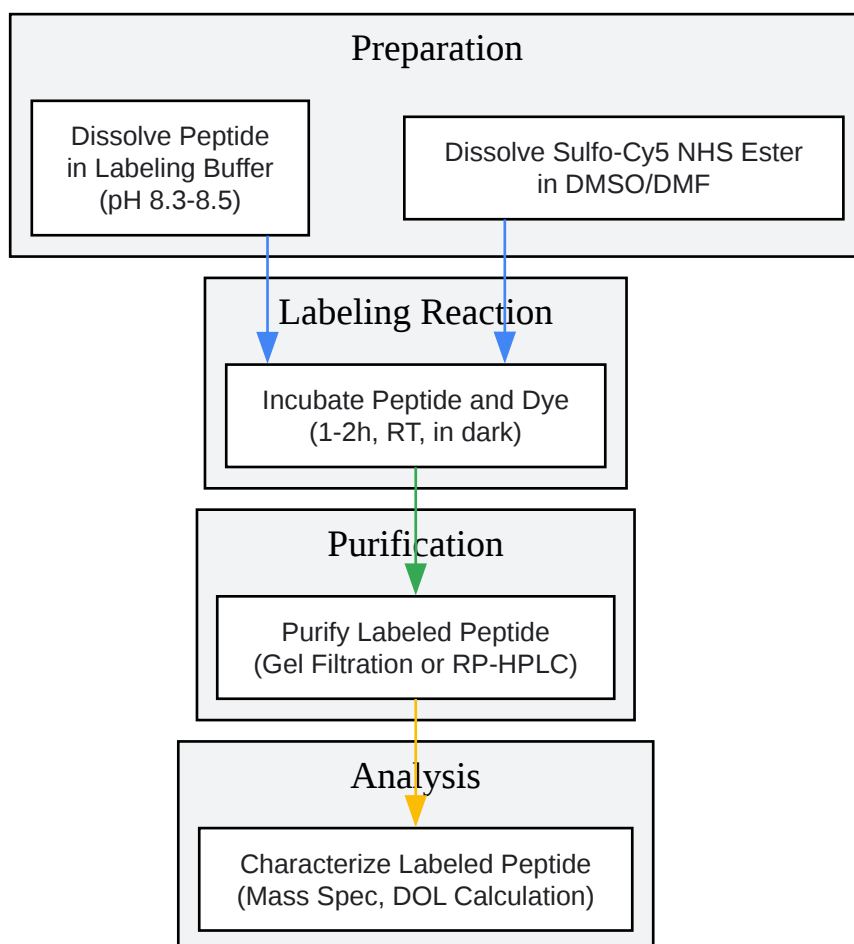 Preparation
Dissolve Peptide
in Labeling Buffer
(pH 8.3-8.5)
Dissolve Sulfo-Cy5 NHS Ester
in DMSO/DMF
Labeling Reaction
Incubate Peptide and Dye
(1-2h, RT, in dark)
Purification
Purify Labeled Peptide
(Gel Filtration or RP-HPLC)
Analysis
Characterize Labeled Peptide
(Mass Spec, DOL Calculation)